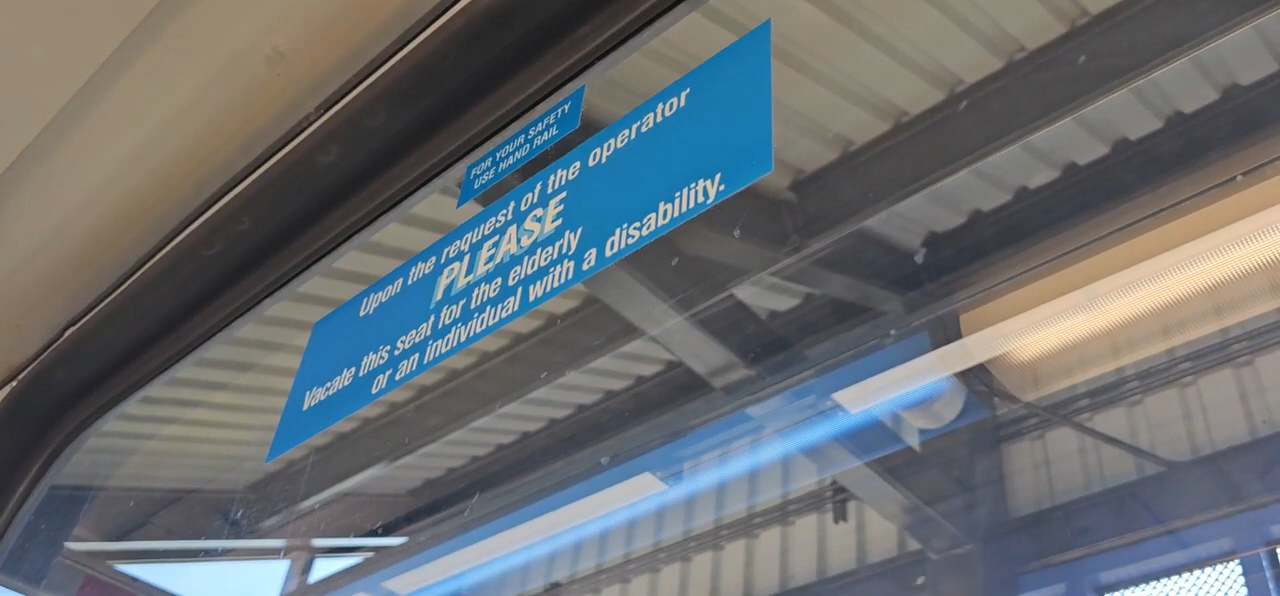 FOR YOUR SAFETY
USE HAND RAIL
Upon the request of the operator
PLEASE
Vacate this seat for the elderly
or an individual with a disability.